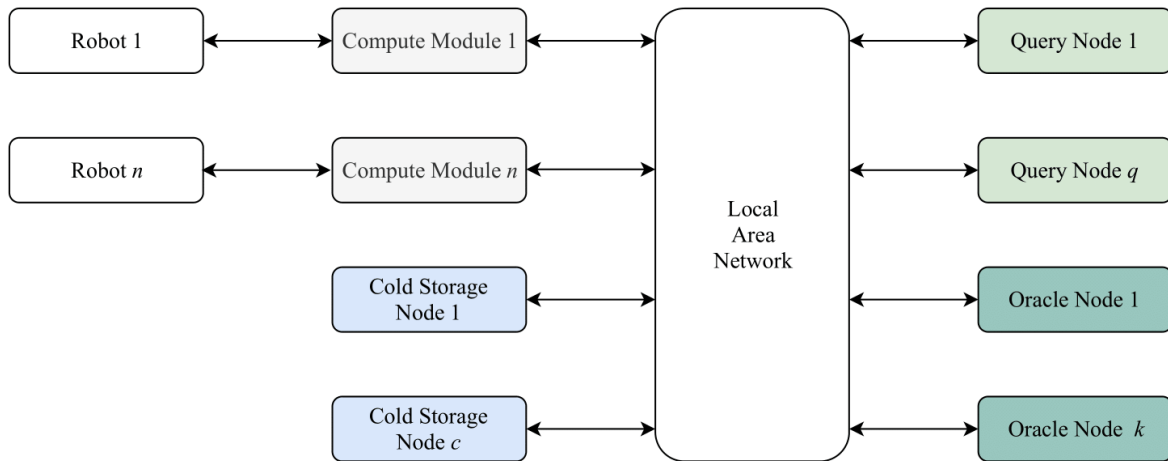 Robot 1
Compute Module 1
Query Node 1
Robot n
Compute Module n
Query Node q
Local
Area
Network
Cold Storage
Node 1
Oracle Node 1
Cold Storage
Node c
Oracle Node k